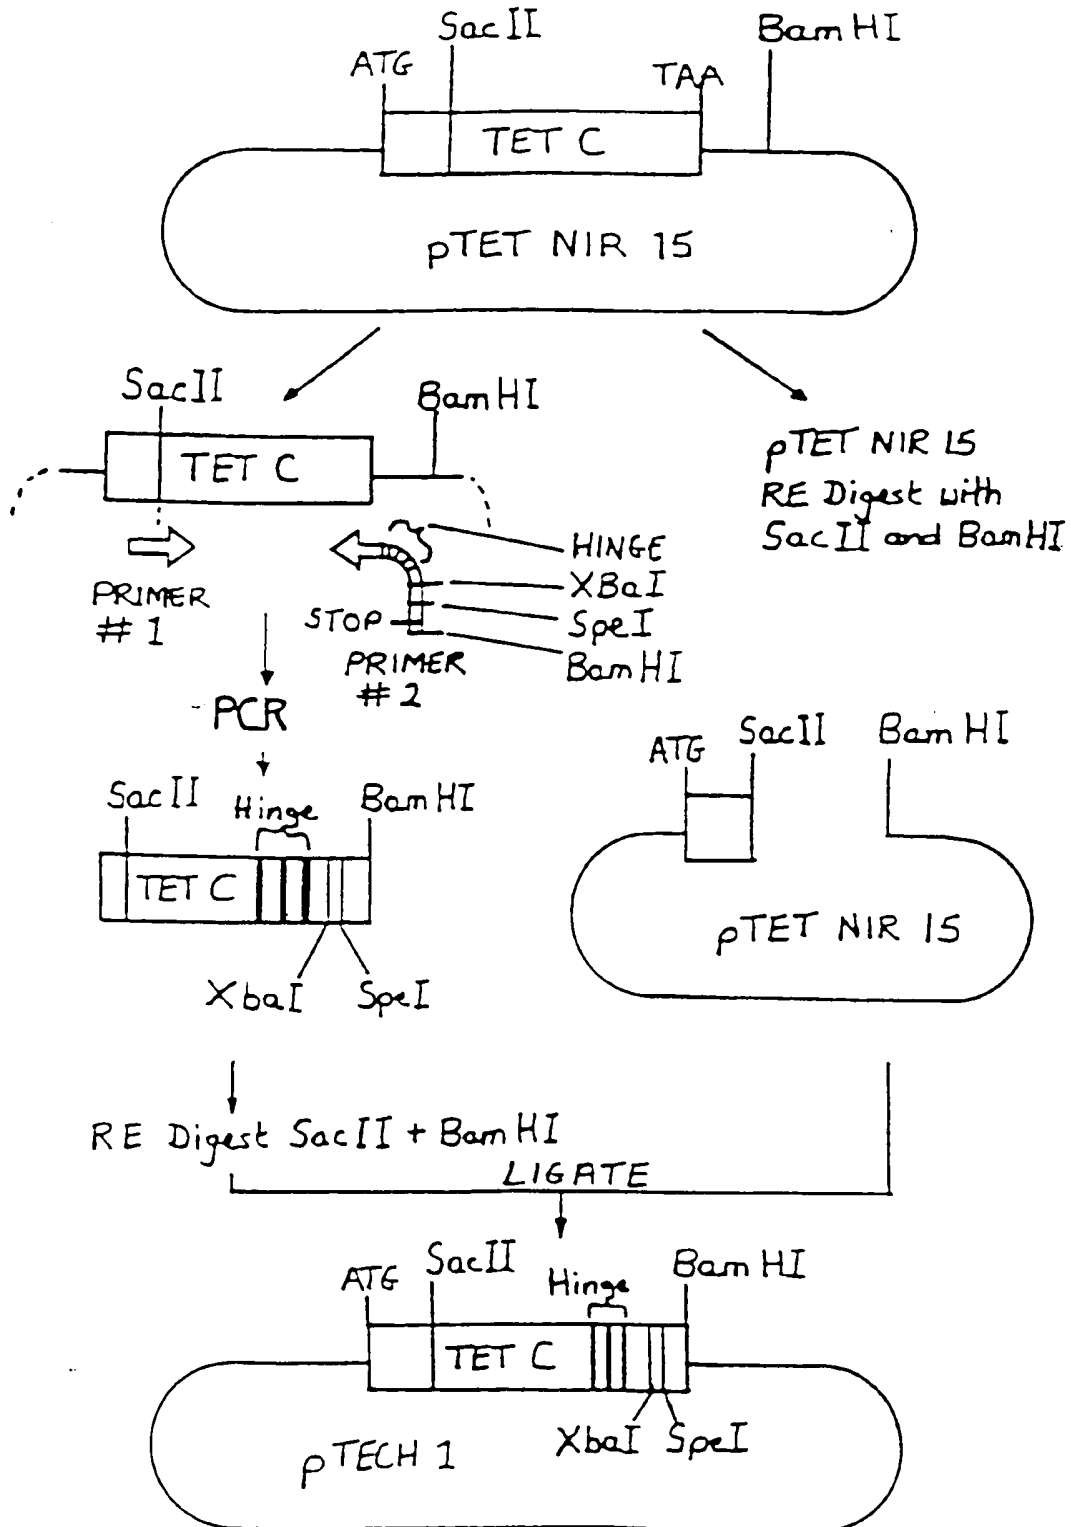 Sac II
BamHI
ATG
TAA
TET C
pTET NIR 15
SacII
BamHI
TET C
pTET NIR 15
RE Digest with
SacII and BamHI
HINGE
XBaI
SpeI
BamHI
STOP
PRIMER
# 1
PRIMER
# 2
PCR
SacII
Hinge
BamHI
TET C
XbaI
SpeI
ATG
SacII
BamHI
pTET NIR 15
RE Digest SacII + BamHI
LIGATE
ATG
SacII
Hinge
BamHI
TET C
XbaI
SpeI
pTECH 1